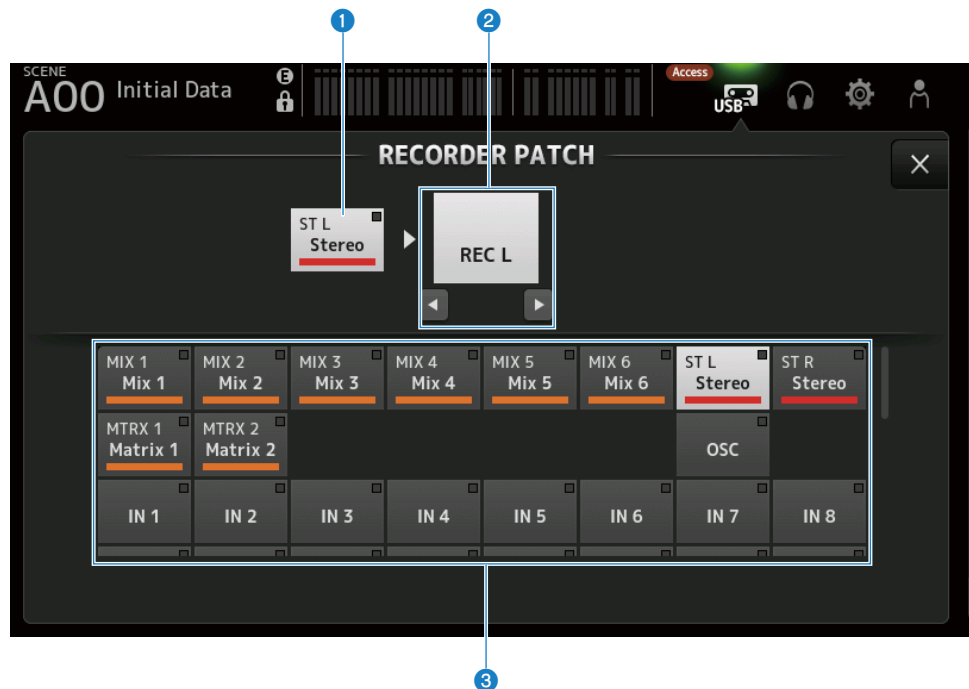 1 2
SCENE
A00 Initial Data E Access USB
RECORDER PATCH
ST L
Stereo
REC L
MIX 1 MIX 2 MIX 3 MIX 4 MIX 5 MIX 6 ST L ST R
Mix 1 Mix 2 Mix 3 Mix 4 Mix 5 Mix 6 Stereo Stereo
MTRX 1 MTRX 2
Matrix 1 Matrix 2 OSC
IN 1 IN 2 IN 3 IN 4 IN 5 IN 6 IN 7 IN 8
3